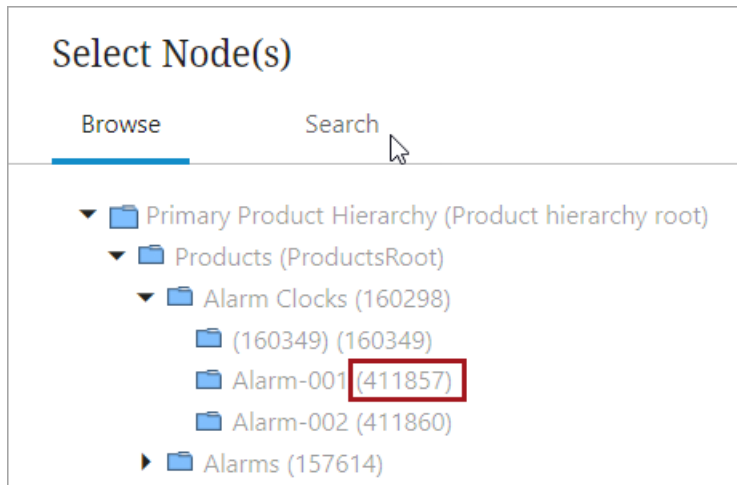 Select Node(s)
Browse Search
Primary Product Hierarchy (Product hierarchy root)
Products (ProductsRoot)
Alarm Clocks (160298)
(160349) (160349)
Alarm-001 (411857)
Alarm-002 (411860)
Alarms (157614)